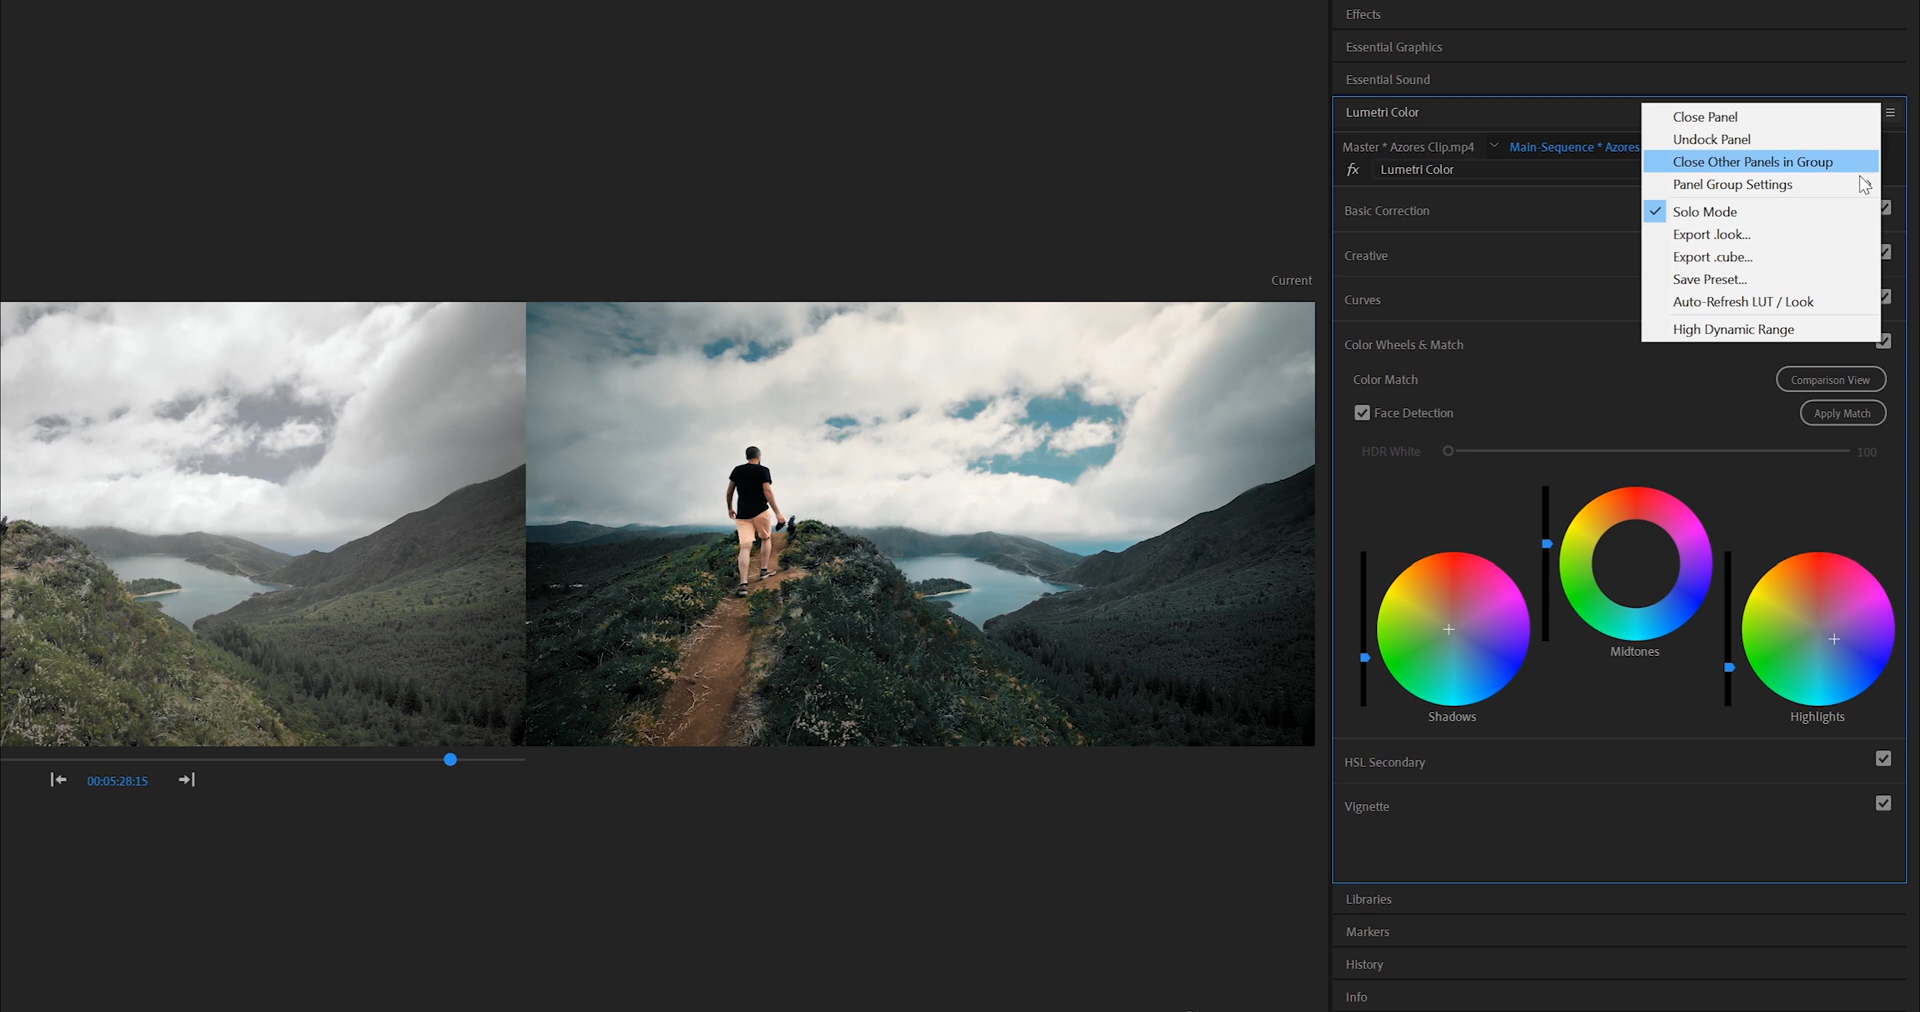 Effects
Essential Graphics
Essential Sound
Lumetri Color
Master * Azores Clip.mp4
Main-Sequence * Azores
fx
Lumetri Color
Close Panel
Undock Panel
Close Other Panels in Group
Panel Group Settings
Solo Mode
Export .look...
Export .cube...
Save Preset...
Auto-Refresh LUT / Look
High Dynamic Range
Basic Correction
Creative
Curves
Color Wheels & Match
Color Match
Comparison View
Face Detection
Apply Match
HDR White
100
Midtones
Shadows
Highlights
HSL Secondary
Vignette
Libraries
Markers
History
Info
Current
00:05:28:15